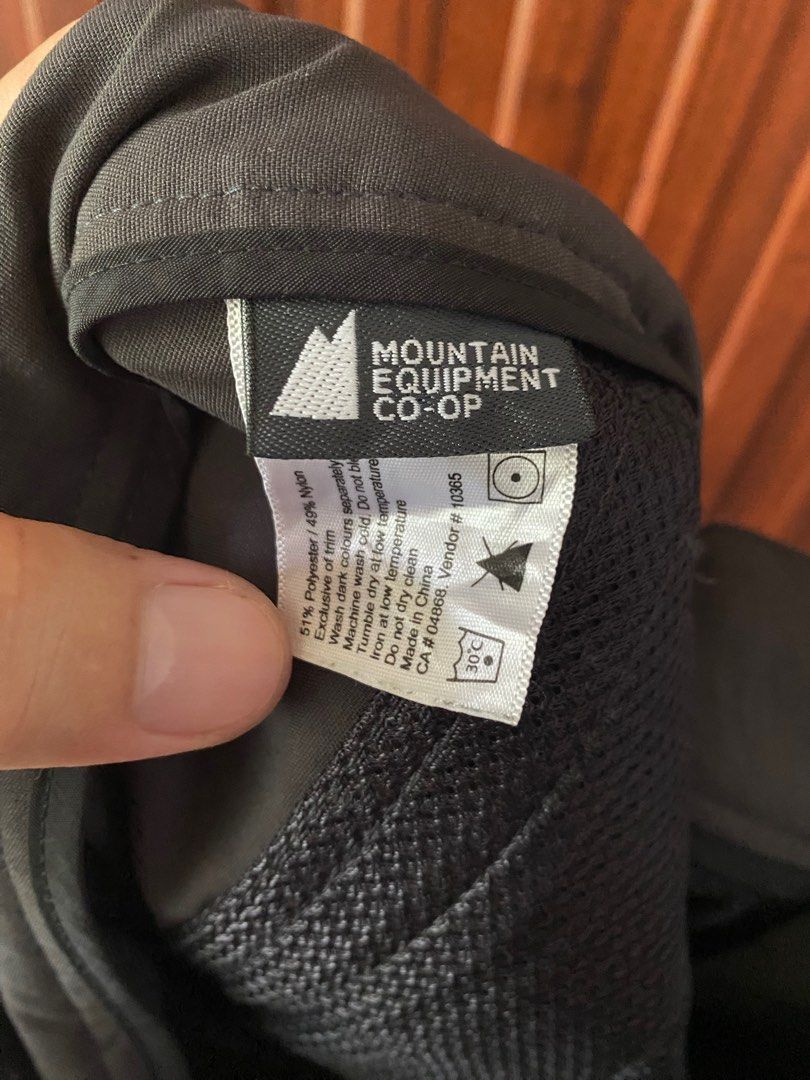 MOUNTAIN
EQUIPMENT
CO-OP
51% Polyester / 49% Nylon
Exclusive of trim
Wash dark colours separately
Machine wash cold. Do not
Tumble dry at low temperature
Iron at low temperature
Do not dry clean
Made in China
CA # 04868, Vendor # 10365
30°C